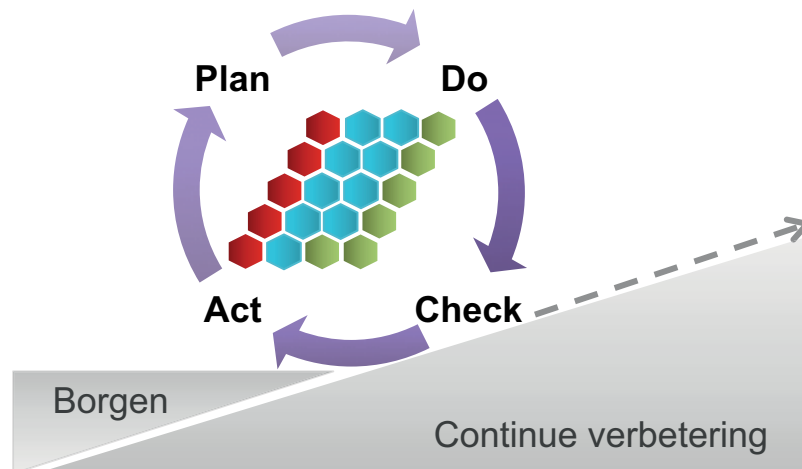 Plan
Do
Act
Check
Borgen
Continue verbetering